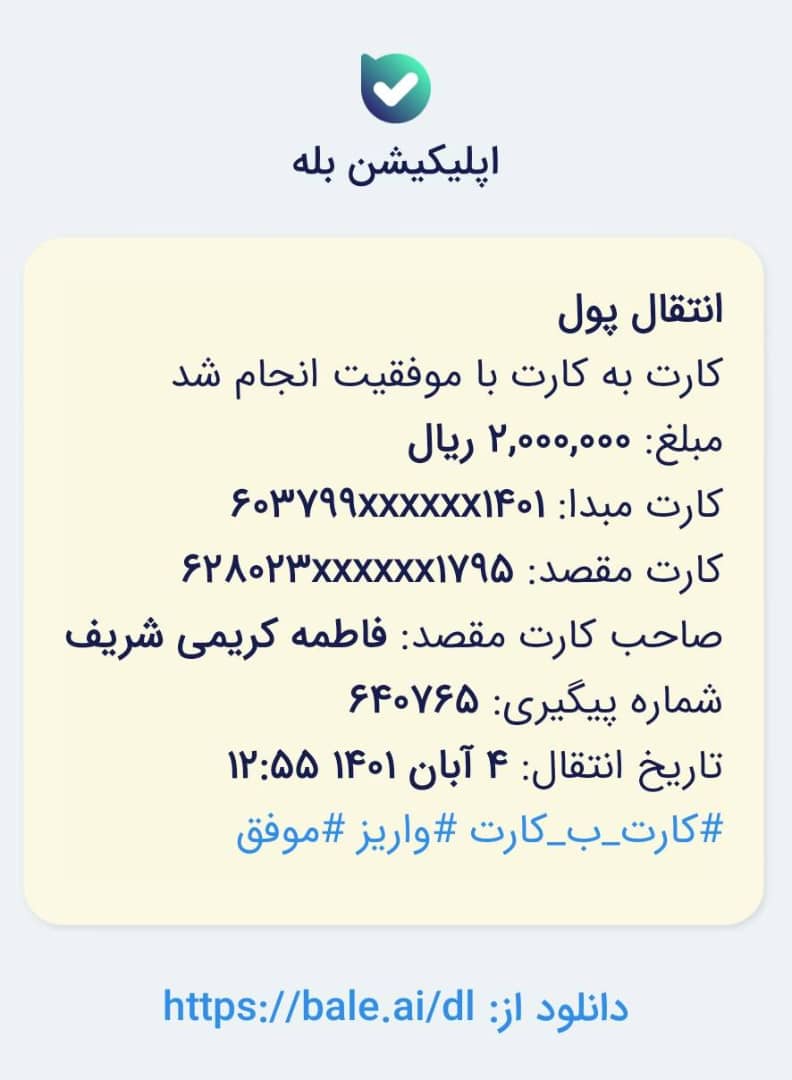 اپلیکیشن بله
انتقال پول
کارت به کارت با موفقیت انجام شد
مبلغ: ۲,۰۰۰,۰۰۰ ریال
کارت مبدا: ۶۰۳۷۹۹xxxxxx۱۴۰۱
کارت مقصد: ۶۲۸۰۲۳xxxxxx۱۷۹۵
صاحب کارت مقصد: فاطمه کریمی شریف
شماره پیگیری: ۶۴۰۷۶۵
تاریخ انتقال: ۴ آبان ۱۴۰۱ ۱۲:۵۵
#کارت_ب_کارت #واریز #موفق
دانلود از: https://bale.ai/dl